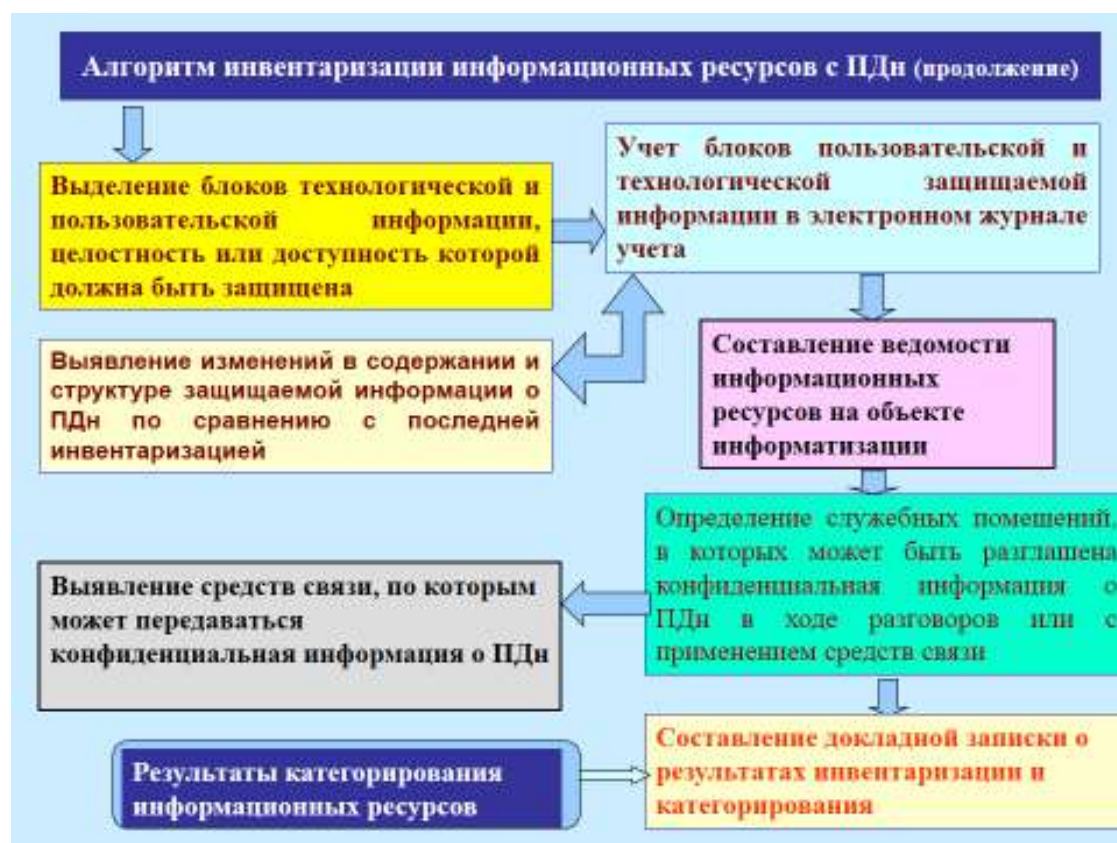 Алгоритм инвентаризации информационных ресурсов с ПДн (продолжение)
Выделение блоков технологической и
пользовательской информации,
целостность или доступность которой
должна быть защищена
Учет блоков пользовательской и
технологической защищаемой
информации в электронном журнале
учета
Выявление изменений в содержании и
структуре защищаемой информации о
ПДн по сравнению с последней
инвентаризацией
Составление ведомости
информационных
ресурсов на объекте
информатизации
Определение служебных помещений,
в которых может быть разглашена
конфиденциальная информация о
ПДн в ходе разговоров или с
применением средств связи
Выявление средств связи, по которым
может передаваться
конфиденциальная информация о ПДн
Составление докладной записки о
результатах инвентаризации и
категорирования
Результаты категорирования
информационных ресурсов